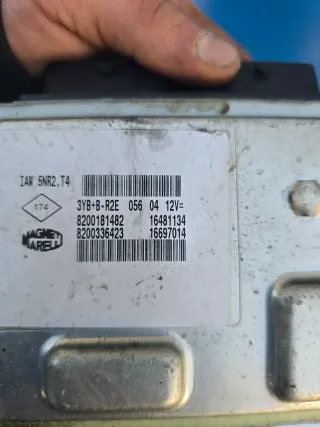 IAW 5NR2.T4
174
3YB+B-R2E 056 04 12V=
8200181482 16481134
8200336423 16697014
MAGNETI
MARELLI